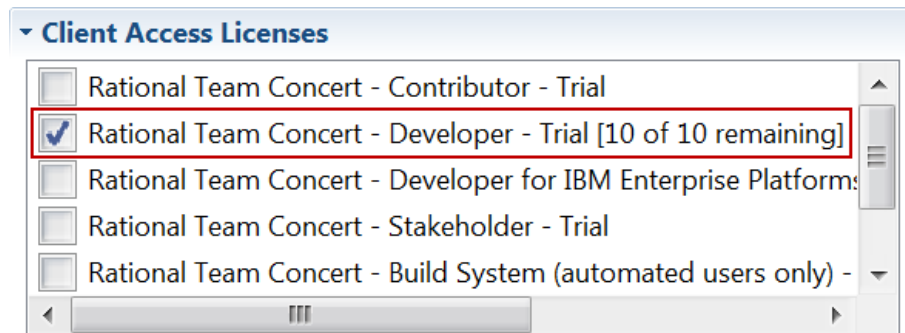 Client Access Licenses
Rational Team Concert - Contributor - Trial
Rational Team Concert - Developer - Trial [10 of 10 remaining]
Rational Team Concert - Developer for IBM Enterprise Platforms
Rational Team Concert - Stakeholder - Trial
Rational Team Concert - Build System (automated users only) -